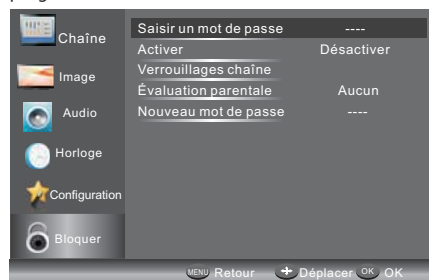 Chaîne
Image
Audio
Horloge
Configuration
Bloquer
Saisir un mot de passe ----
Activer Désactiver
Verrouillages chaîne
Évaluation parentale Aucun
Nouveau mot de passe ----
MENU Retour Déplacer OK OK